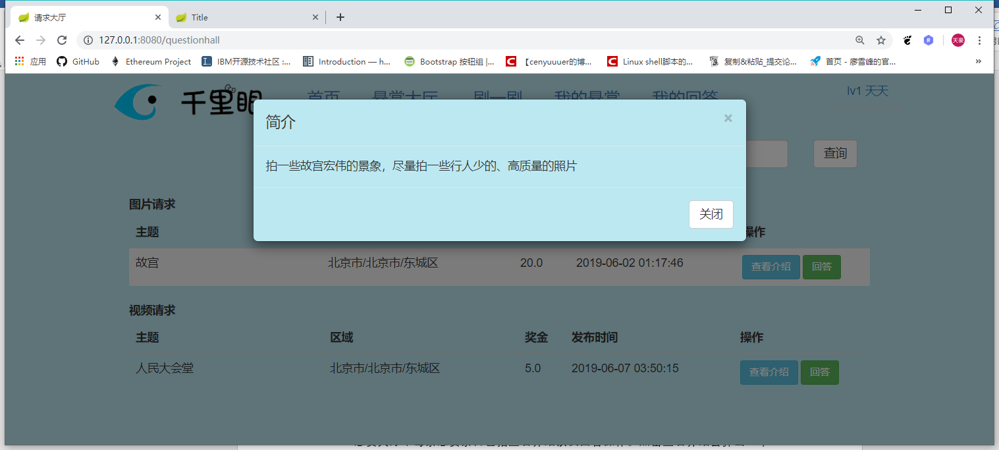 请求大厅
Title
127.0.0.1:8080/questionhall
天豪
应用
GitHub
Ethereum Project
IBM开源技术社区 :...
Introduction — h...
Bootstrap 按钮组 |...
【cenyuuuer的博...
Linux shell脚本的...
复制&粘贴_提交论...
首页 - 廖雪峰的官...
»
千里眼
首页 悬赏大厅 刷一刷 我的悬赏 我的回答
lv1 天天
简介
×
拍一些故宫宏伟的景象，尽量拍一些行人少的、高质量的照片
关闭
查询
图片请求
主题 操作
故宫 北京市/北京市/东城区 20.0 2019-06-02 01:17:46 查看介绍 回答
视频请求
主题 区域 奖金 发布时间 操作
人民大会堂 北京市/北京市/东城区 5.0 2019-06-07 03:50:15 查看介绍 回答